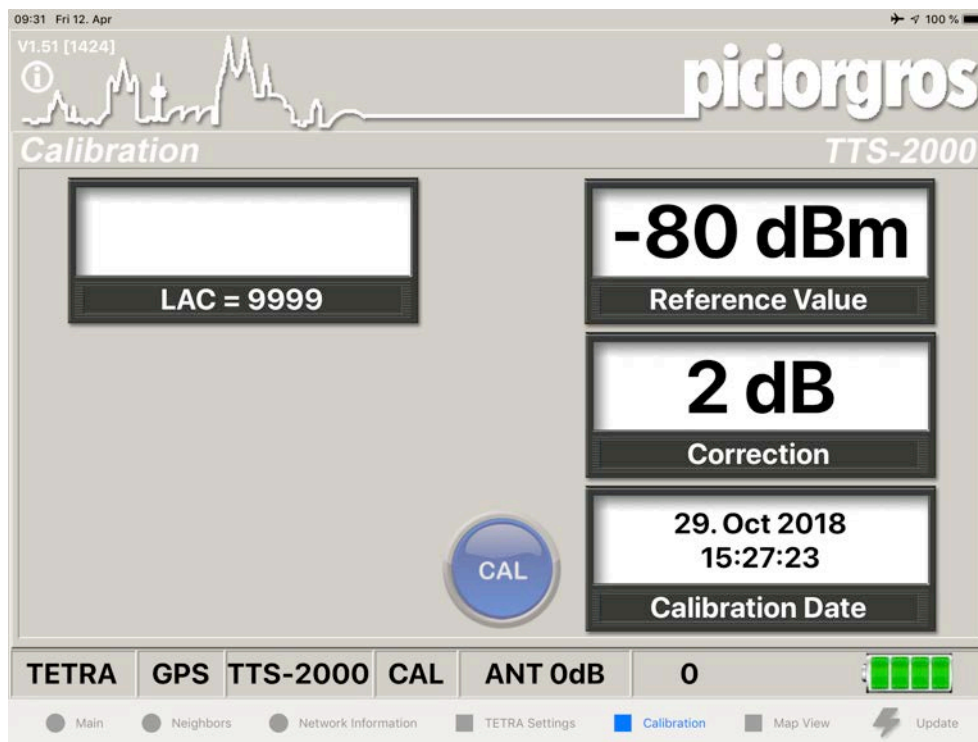 09:31 Fri 12. Apr
100 %
V1.51 [1424]
piciorgros
Calibration
TTS-2000
LAC = 9999
-80 dBm
Reference Value
2 dB
Correction
29. Oct 2018
15:27:23
Calibration Date
CAL
TETRA GPS TTS-2000 CAL ANT 0dB 0
Main Neighbors Network Information TETRA Settings Calibration Map View Update